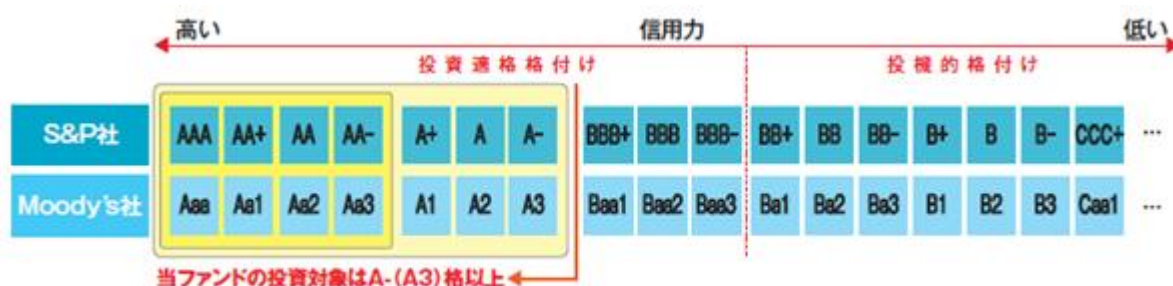 高い 信用力 低い
投資適格格付け 投機的格付け
S&P社 AAA AA+ AA AA- A+ A A- BBB+ BBB BBB- BB+ BB BB- B+ B B- CCC+ …
Moody's社 Aaa Aa1 Aa2 Aa3 A1 A2 A3 Baa1 Baa2 Baa3 Ba1 Ba2 Ba3 B1 B2 B3 Caa1 …
当ファンドの投資対象はA-(A3)格以上